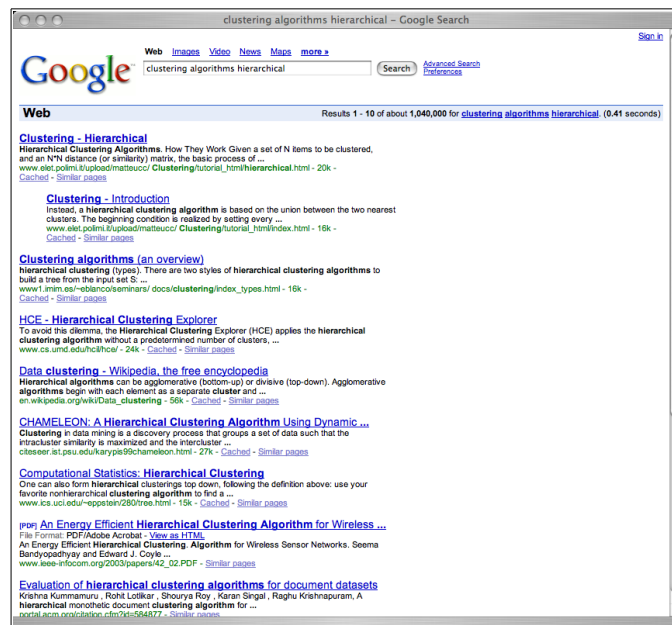 clustering algorithms hierarchical – Google Search
Sign in
Web Images Video News Maps more »
Google™
clustering algorithms hierarchical Search Advanced Search
Preferences
Web Results 1 - 10 of about 1,040,000 for clustering algorithms hierarchical. (0.41 seconds)
Clustering - Hierarchical
Hierarchical Clustering Algorithms. How They Work Given a set of N items to be clustered,
and an N*N distance (or similarity) matrix, the basic process of ...
www.elet.polimi.it/upload/matteucc/ Clustering/tutorial_html/hierarchical.html - 20k -
Cached - Similar pages
Clustering - Introduction
Instead, a hierarchical clustering algorithm is based on the union between the two nearest
clusters. The beginning condition is realized by setting every ...
www.elet.polimi.it/upload/matteucc/ Clustering/tutorial_html/index.html - 16k -
Cached - Similar pages
Clustering algorithms (an overview)
hierarchical clustering (types). There are two styles of hierarchical clustering algorithms to
build a tree from the input set S: ...
www1.imim.es/~eblanco/seminars/ docs/clustering/index_types.html - 16k -
Cached - Similar pages
HCE - Hierarchical Clustering Explorer
To avoid this dilemma, the Hierarchical Clustering Explorer (HCE) applies the hierarchical
clustering algorithm without a predetermined number of clusters, ...
www.cs.umd.edu/hcil/hce/ - 24k - Cached - Similar pages
Data clustering - Wikipedia, the free encyclopedia
Hierarchical algorithms can be agglomerative (bottom-up) or divisive (top-down). Agglomerative
algorithms begin with each element as a separate cluster and ...
en.wikipedia.org/wiki/Data_clustering - 56k - Cached - Similar pages
CHAMELEON: A Hierarchical Clustering Algorithm Using Dynamic ...
Clustering in data mining is a discovery process that groups a set of data such that the
intracluster similarity is maximized and the intercluster ...
citeseer.ist.psu.edu/karypis99chameleon.html - 27k - Cached - Similar pages
Computational Statistics: Hierarchical Clustering
One can also form hierarchical clusterings top down, following the definition above: use your
favorite nonhierarchical clustering algorithm to find a ...
www.ics.uci.edu/~eppstein/280/tree.html - 15k - Cached - Similar pages
[PDF] An Energy Efficient Hierarchical Clustering Algorithm for Wireless ...
File Format: PDF/Adobe Acrobat - View as HTML
An Energy Efficient Hierarchical Clustering. Algorithm for Wireless Sensor Networks. Seema
Bandyopadhyay and Edward J. Coyle ...
www.ieee-infocom.org/2003/papers/42_02.PDF - Similar pages
Evaluation of hierarchical clustering algorithms for document datasets
Krishna Kummamuru , Rohit Lotlikar , Shourya Roy , Karan Singal , Raghu Krishnapuram, A
hierarchical monothetic document clustering algorithm for ...
portal.acm.org/citation.cfm?id=584877 - Similar pages